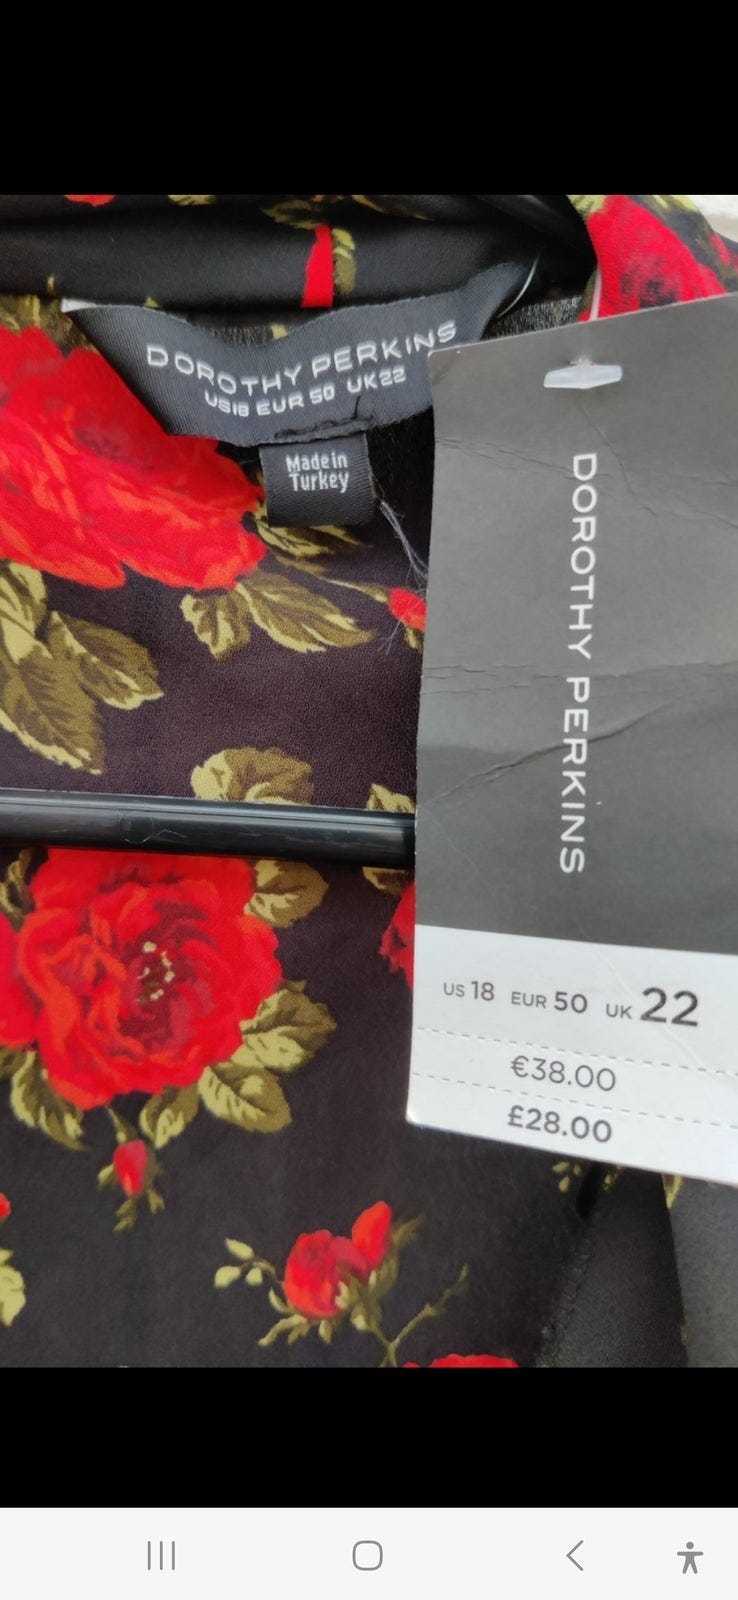 DOROTHY PERKINS
US18 EUR 50 UK22
Made in
Turkey
DOROTHY PERKINS
US 18 EUR 50 UK 22
€38.00
£28.00